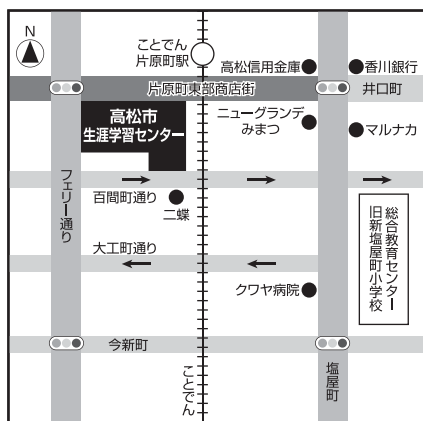 N
ことでん
片原町駅
高松信用金庫
香川銀行
片原町東部商店街
井口町
高松市
生涯学習センター
ニューグランデ
みまつ
マルナカ
フェリー通り
百間町通り
二蝶
大工町通り
総合教育センター
旧新塩屋町小学校
クワヤ病院
今新町
ことでん
塩屋町